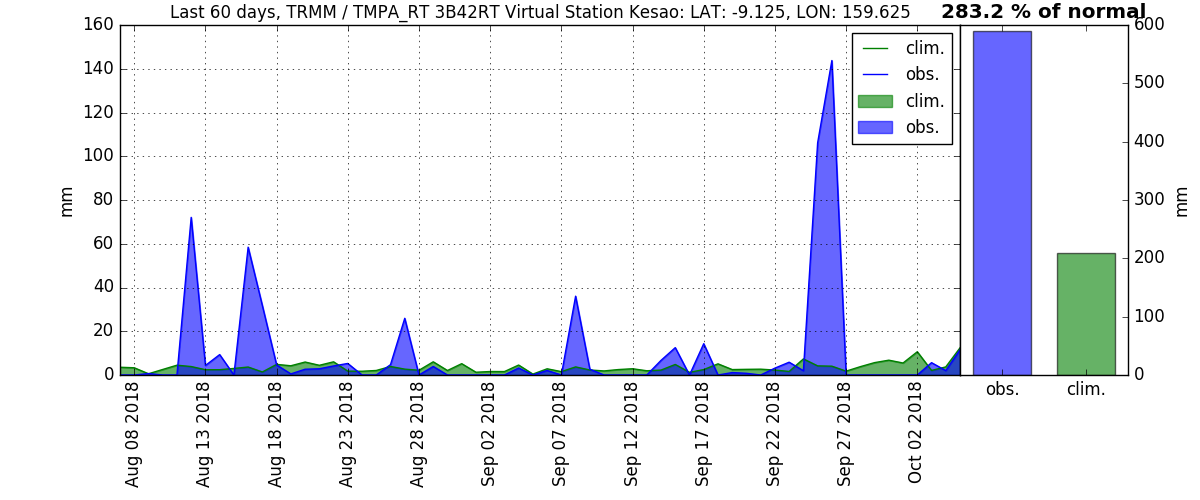 Last 60 days, TRMM / TMPA_RT 3B42RT Virtual Station Kesao: LAT: -9.125, LON: 159.625
283.2 % of normal
160
140
120
100
80
60
40
20
0
mm
clim.
obs.
clim.
obs.
600
500
400
300
200
100
0
mm
Aug 08 2018
Aug 13 2018
Aug 18 2018
Aug 23 2018
Aug 28 2018
Sep 02 2018
Sep 07 2018
Sep 12 2018
Sep 17 2018
Sep 22 2018
Sep 27 2018
Oct 02 2018
obs.
clim.